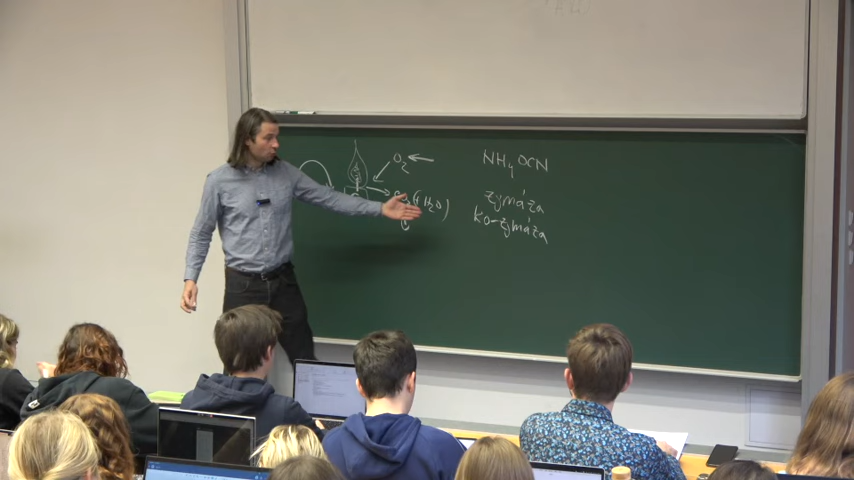 O2
NH4OCN
(H2O)
zymáza
ko-zymáza